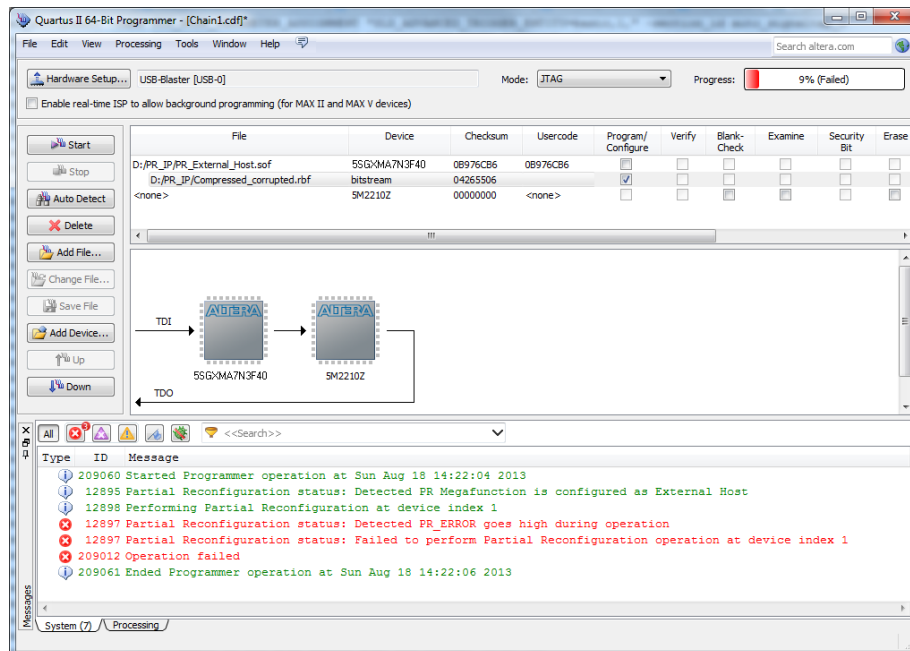 Quartus II 64-Bit Programmer - [Chain1.cdf]*
File Edit View Processing Tools Window Help
Search altera.com
Hardware Setup... USB-Blaster [USB-0] Mode: JTAG Progress: 9% (Failed)
Enable real-time ISP to allow background programming (for MAX II and MAX V devices)
File Device Checksum Usercode Program/ Configure Verify Blank- Check Examine Security Bit Erase
D:/PR_IP/PR_External_Host.sof 5SGXMA7N3F40 0B976CB6 0B976CB6
D:/PR_IP/Compressed_corrupted.rbf bitstream 04265506
<none> 5M2210Z 00000000 <none>
Start
Stop
Auto Detect
Delete
Add File...
Change File...
Save File
Add Device...
Up
Down
TDI
ALTERA ALTERA
5SGXMA7N3F40 5M2210Z
TDO
All 3 <<Search>>
Type ID Message
209060 Started Programmer operation at Sun Aug 18 14:22:04 2013
12895 Partial Reconfiguration status: Detected PR Megafunction is configured as External Host
12898 Performing Partial Reconfiguration at device index 1
12897 Partial Reconfiguration status: Detected PR_ERROR goes high during operation
12897 Partial Reconfiguration status: Failed to perform Partial Reconfiguration operation at device index 1
209012 Operation failed
209061 Ended Programmer operation at Sun Aug 18 14:22:06 2013
Messages
System (7) Processing